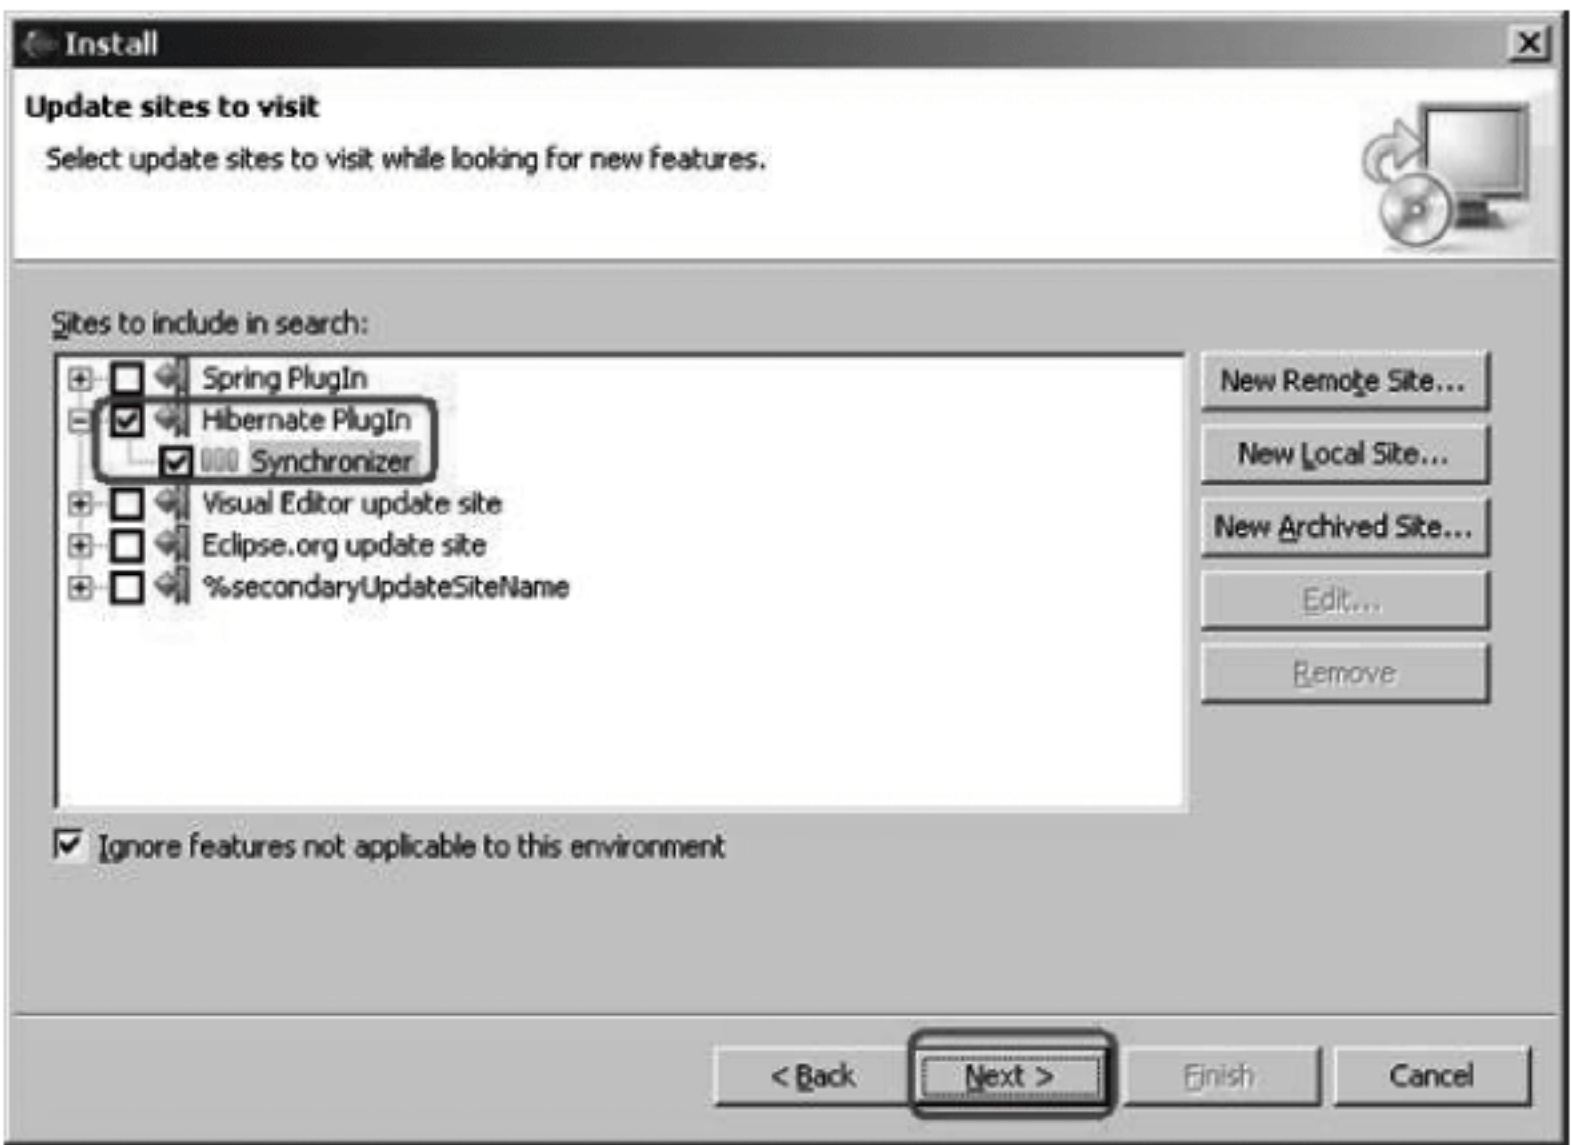 Install
Update sites to visit
Select update sites to visit while looking for new features.
Sites to include in search:
Spring PlugIn
Hibernate PlugIn
Synchronizer
Visual Editor update site
Eclipse.org update site
%secondaryUpdateSiteName
New Remote Site...
New Local Site...
New Archived Site...
Edit...
Remove
Ignore features not applicable to this environment
< Back
Next >
Finish
Cancel